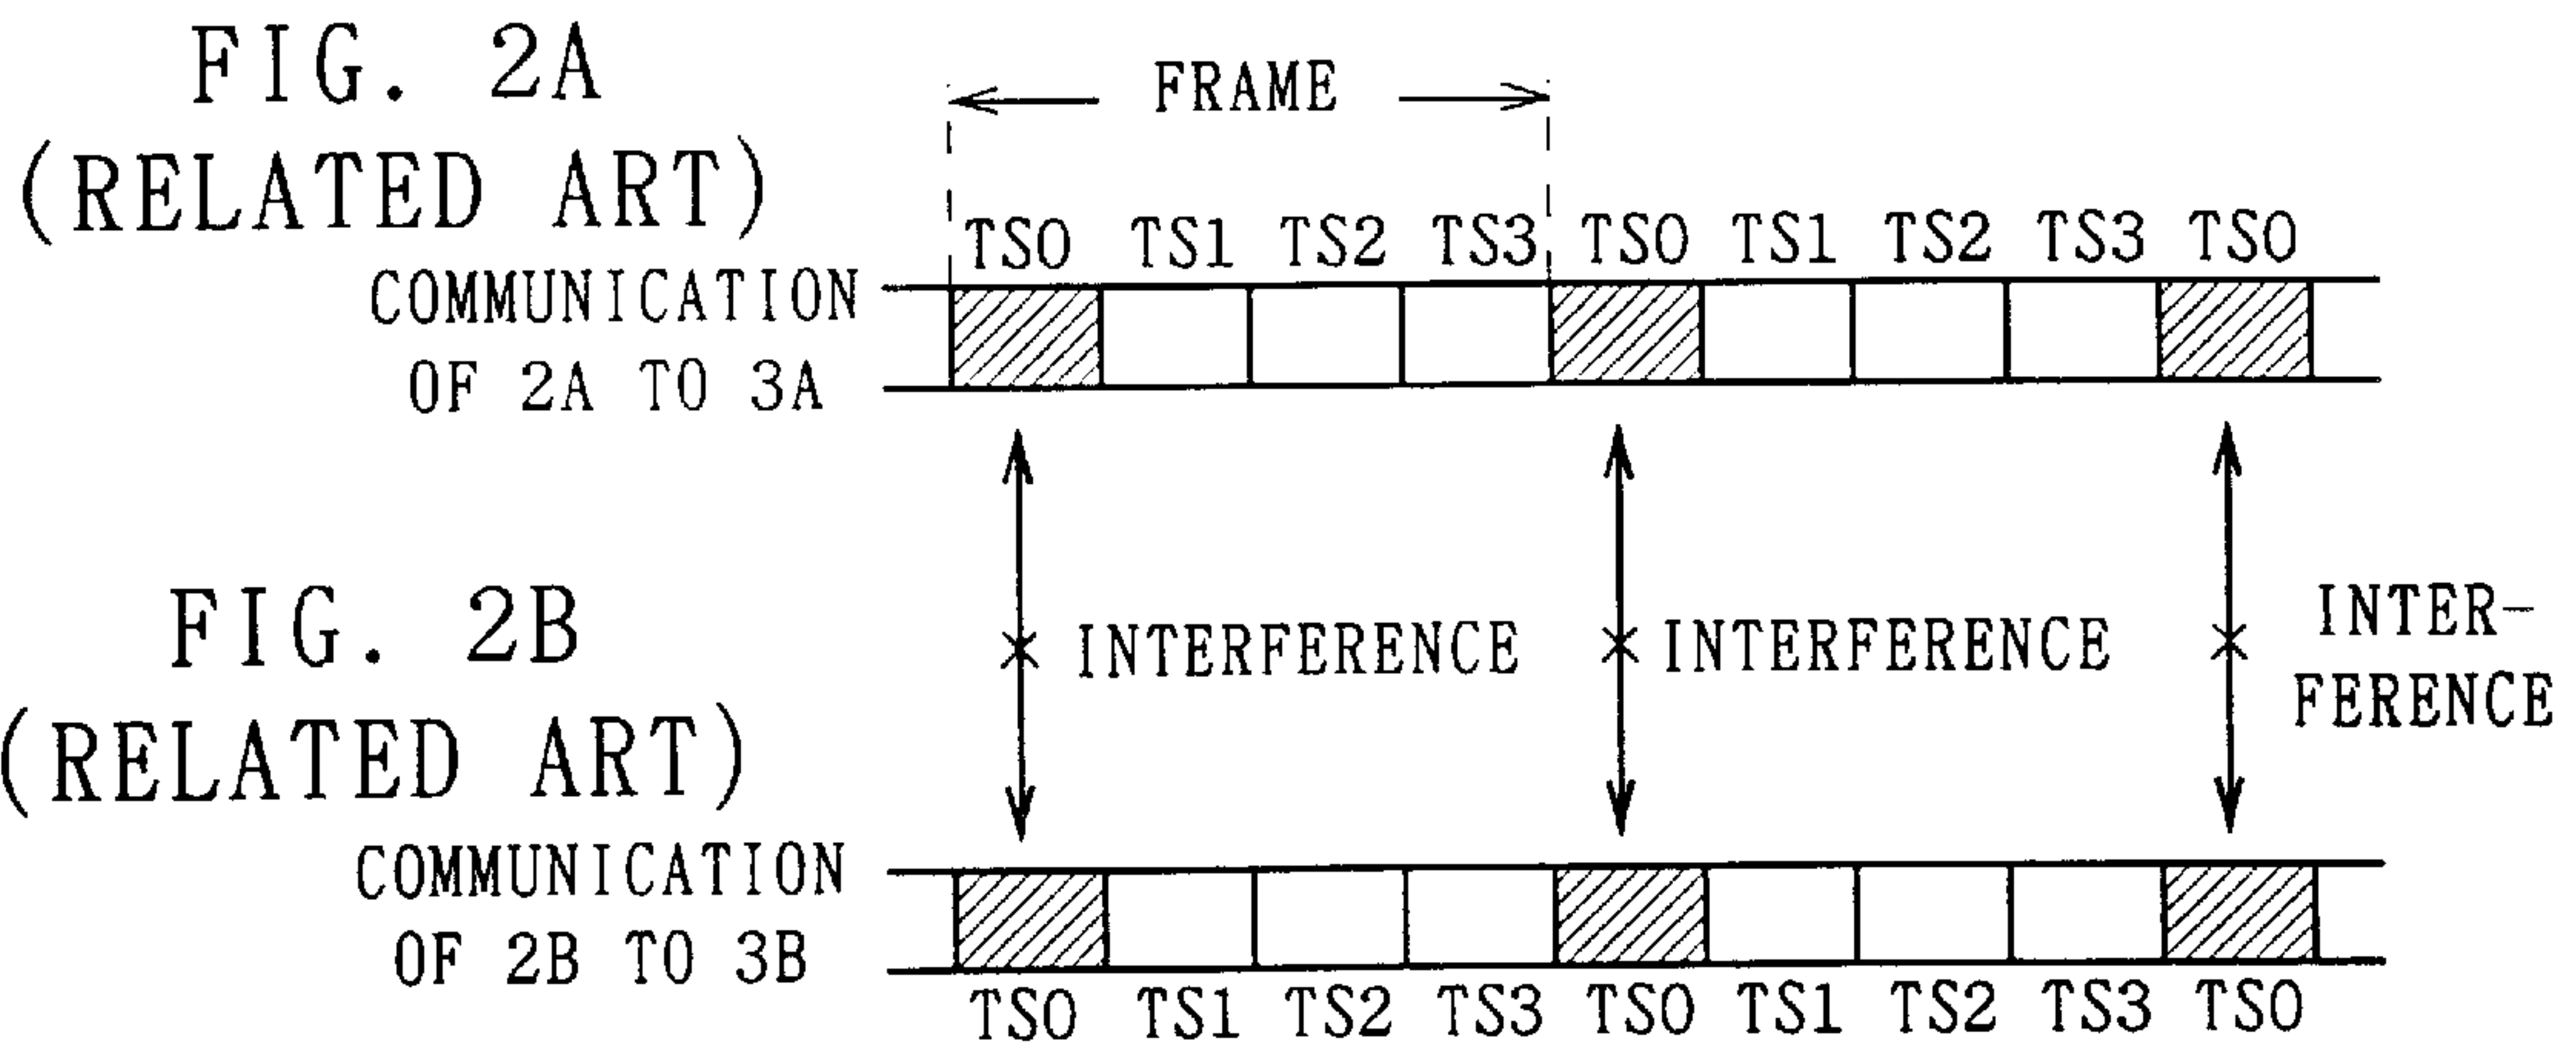 FIG. 2A
(RELATED ART)
FRAME
TS0 TS1 TS2 TS3 TS0 TS1 TS2 TS3 TS0
COMMUNICATION
OF 2A TO 3A
INTERFERENCE
INTERFERENCE
INTER-
FERENCE
FIG. 2B
(RELATED ART)
COMMUNICATION
OF 2B TO 3B
TS0 TS1 TS2 TS3 TS0 TS1 TS2 TS3 TS0